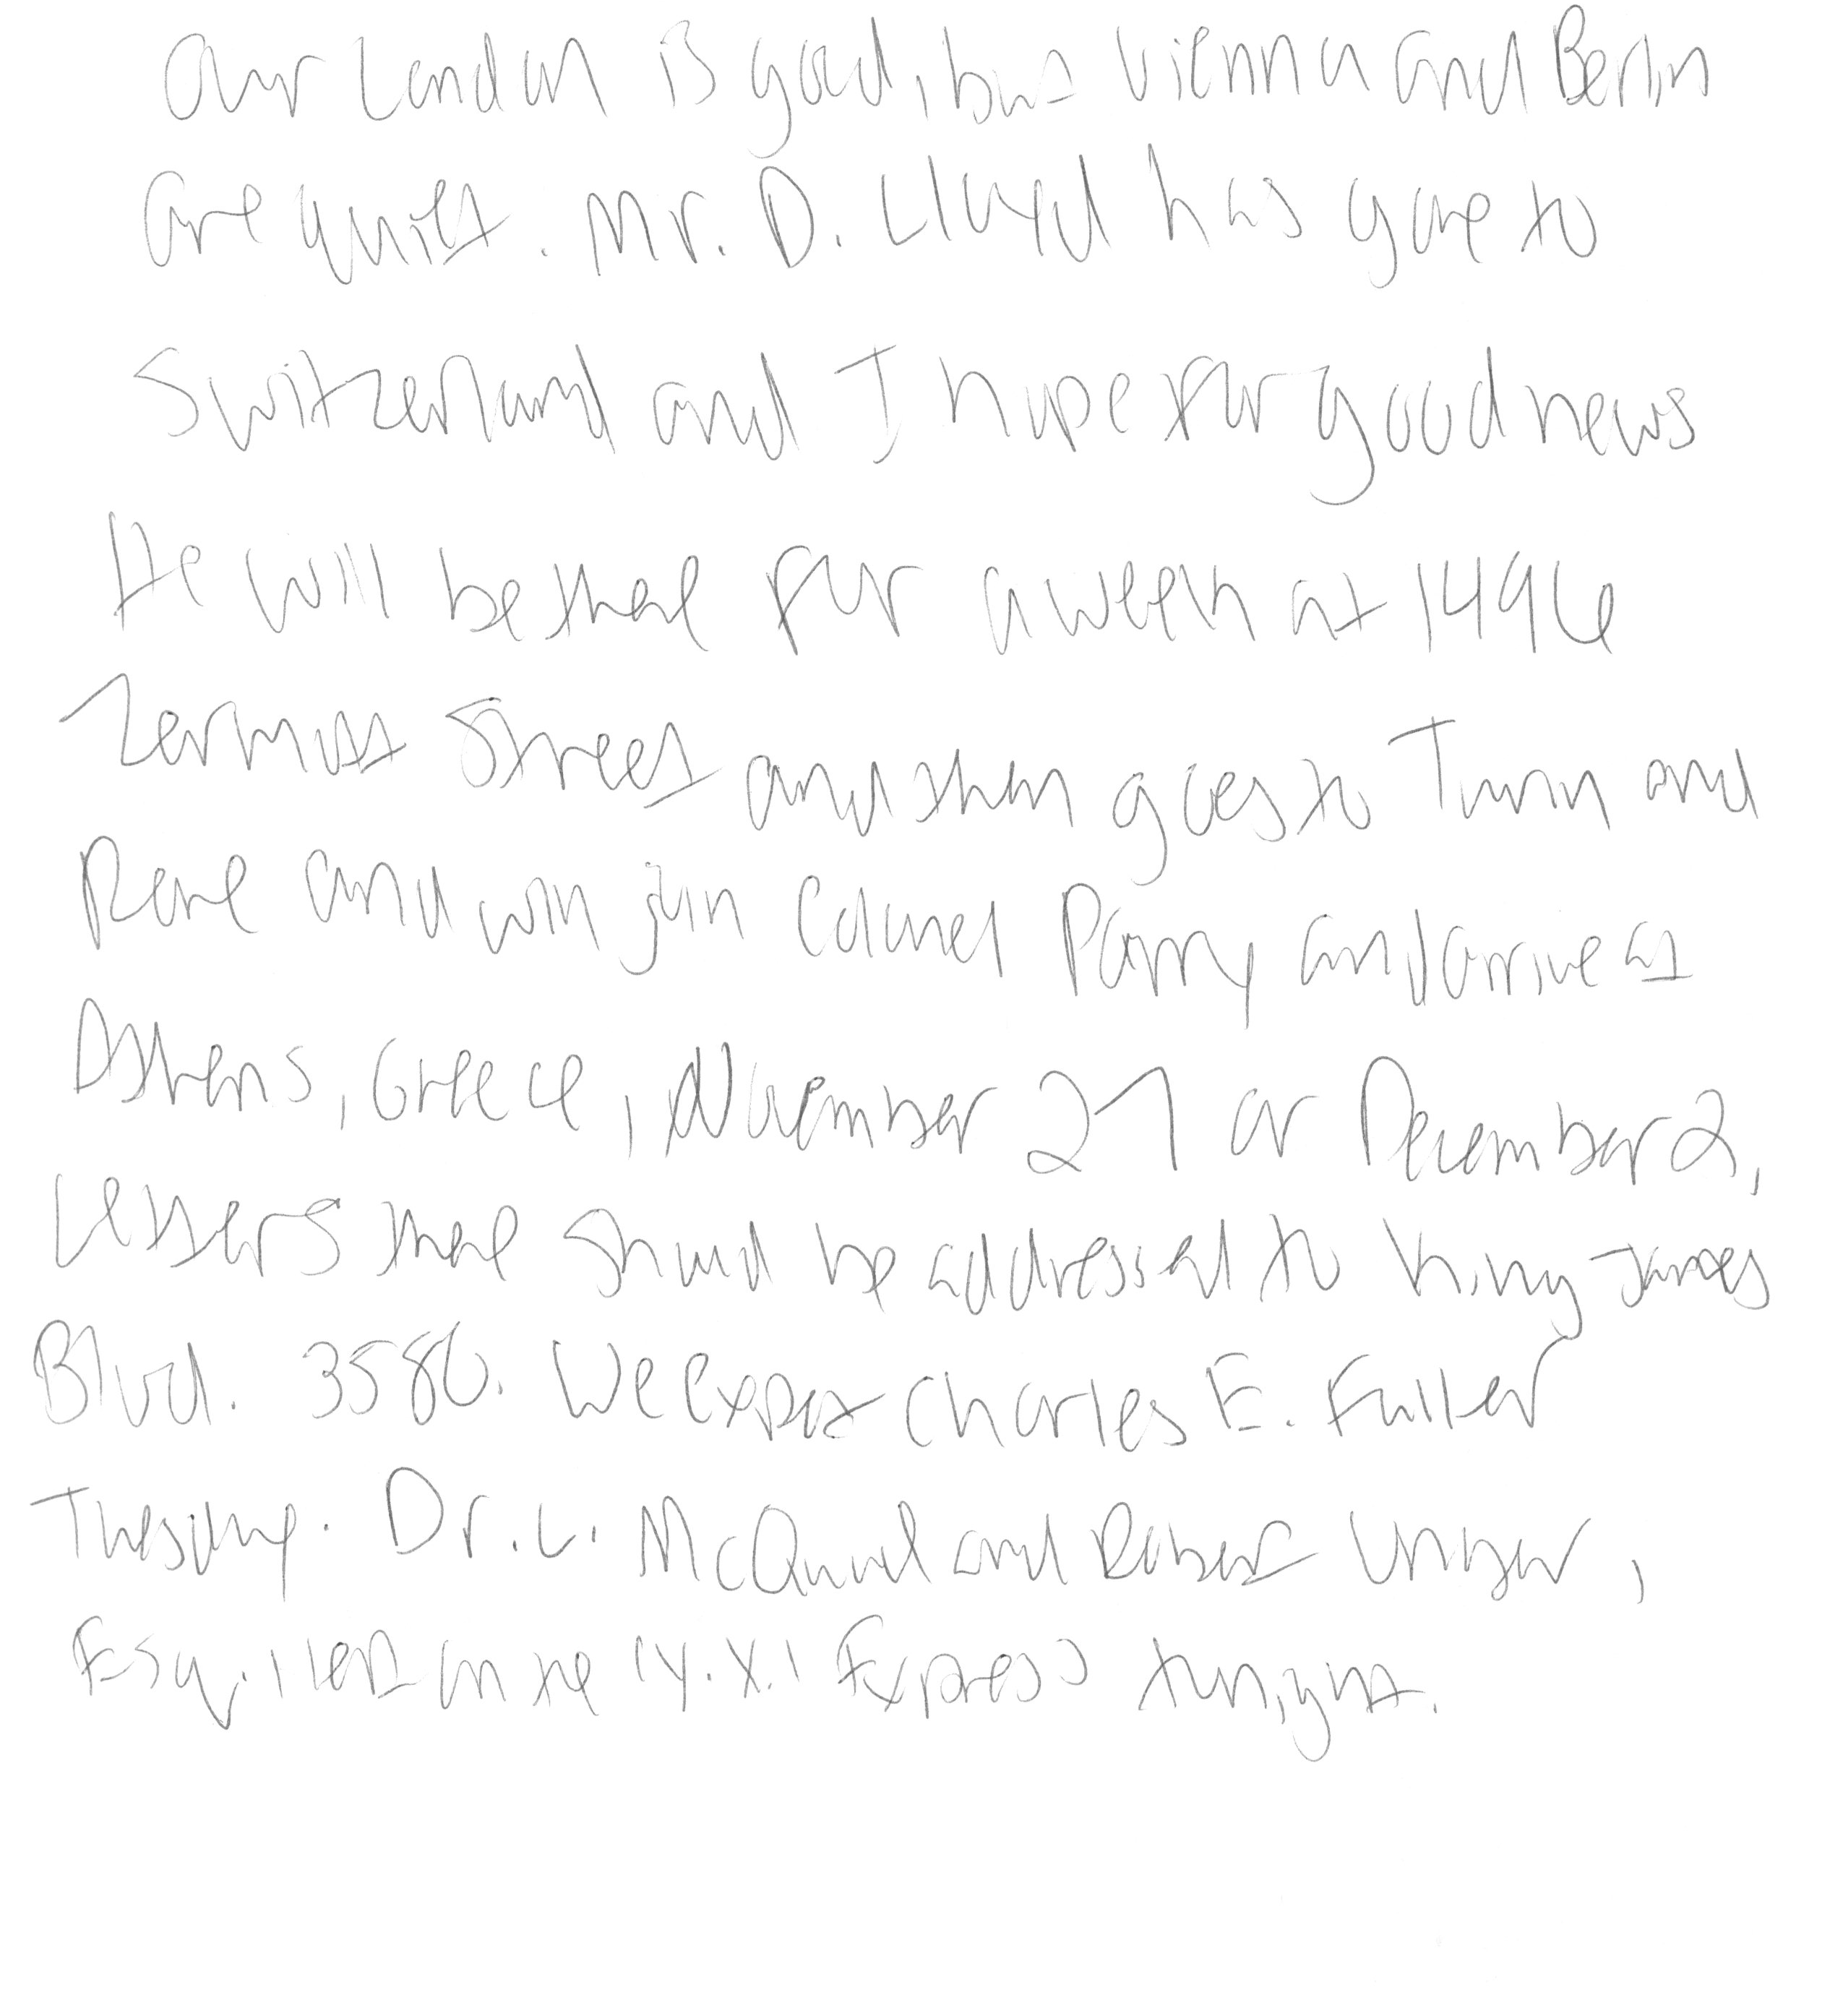 Our London is good, but Vienna and Berlin
are quiet. Mr. D. Lloyd has gone to
Switzerland and I hope for good news
He will be there for a week at 1496
Zermott Street and then goes to Turin and
Rome and will join Colonel Parry and arrive at
Athens, Greece, November 27 or December 2.
Letters there should be addressed to King James
Blvd. 3580. We expect Charles E. Fuller
Tuesday. Dr. L. McQuaid and Robert Unger,
Esq., left on the 'Y.X.' Express tonight.